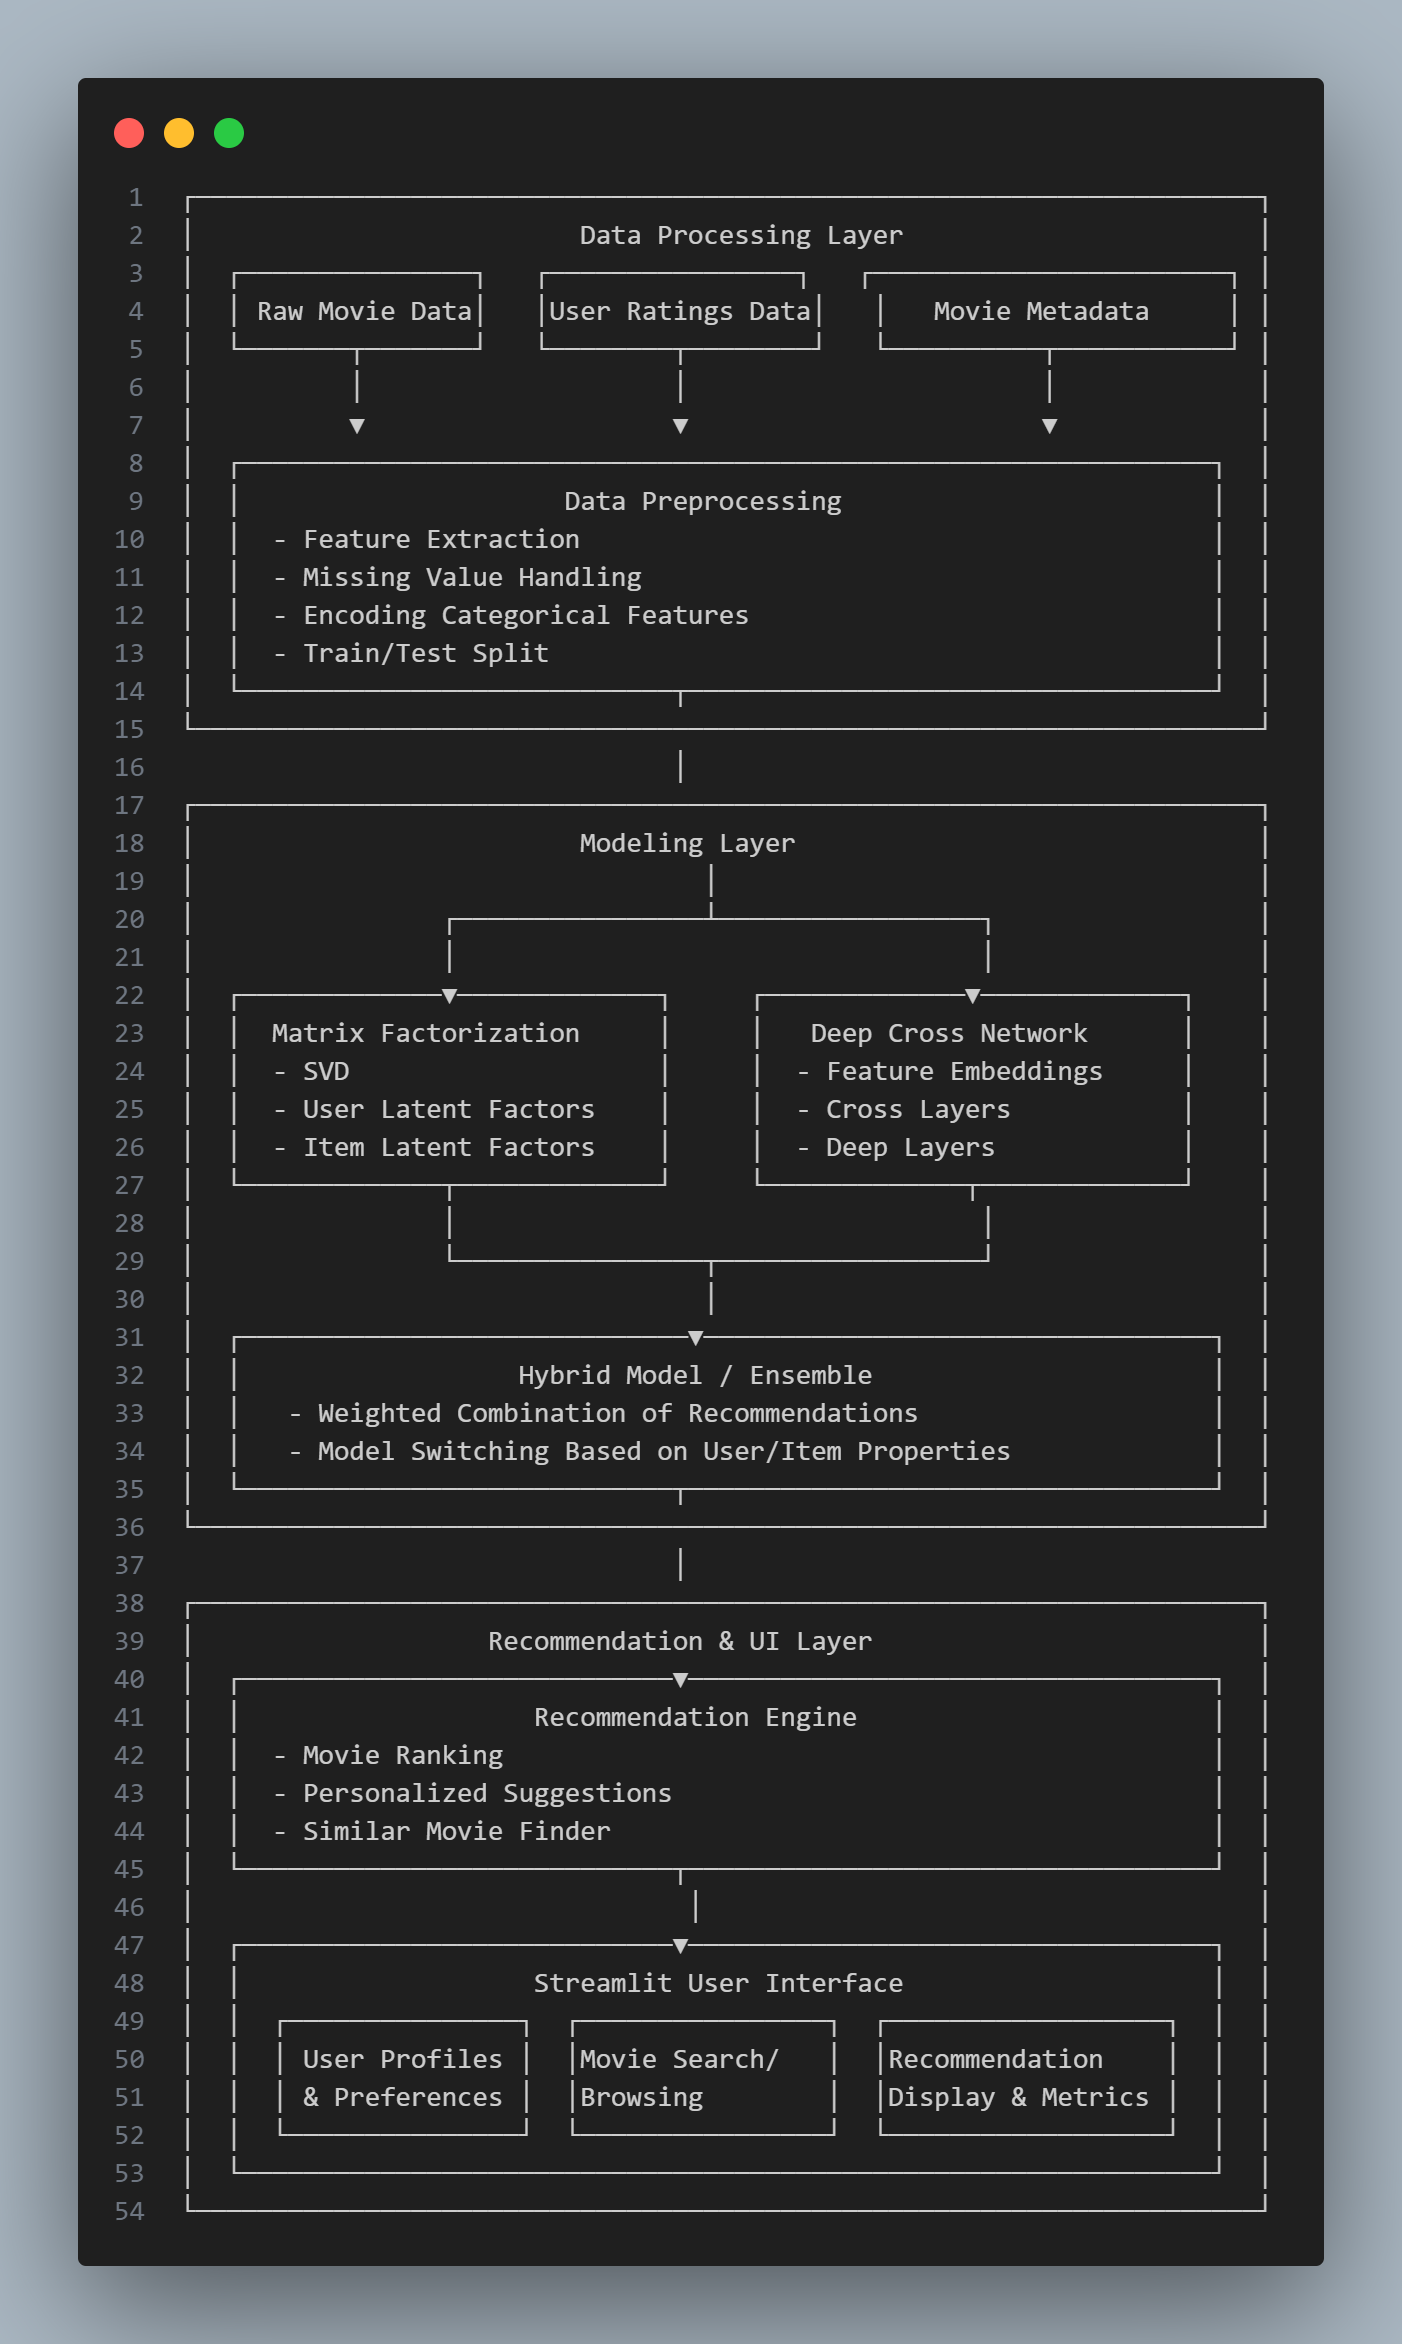 1
2 Data Processing Layer
3
4 Raw Movie Data User Ratings Data Movie Metadata
5
6
7
8
9 Data Preprocessing
10 - Feature Extraction
11 - Missing Value Handling
12 - Encoding Categorical Features
13 - Train/Test Split
14
15
16
17
18 Modeling Layer
19
20
21
22
23 Matrix Factorization Deep Cross Network
24 - SVD - Feature Embeddings
25 - User Latent Factors - Cross Layers
26 - Item Latent Factors - Deep Layers
27
28
29
30
31
32 Hybrid Model / Ensemble
33 - Weighted Combination of Recommendations
34 - Model Switching Based on User/Item Properties
35
36
37
38
39 Recommendation & UI Layer
40
41 Recommendation Engine
42 - Movie Ranking
43 - Personalized Suggestions
44 - Similar Movie Finder
45
46
47
48 Streamlit User Interface
49
50 User Profiles Movie Search/ Recommendation
51 & Preferences Browsing Display & Metrics
52
53
54